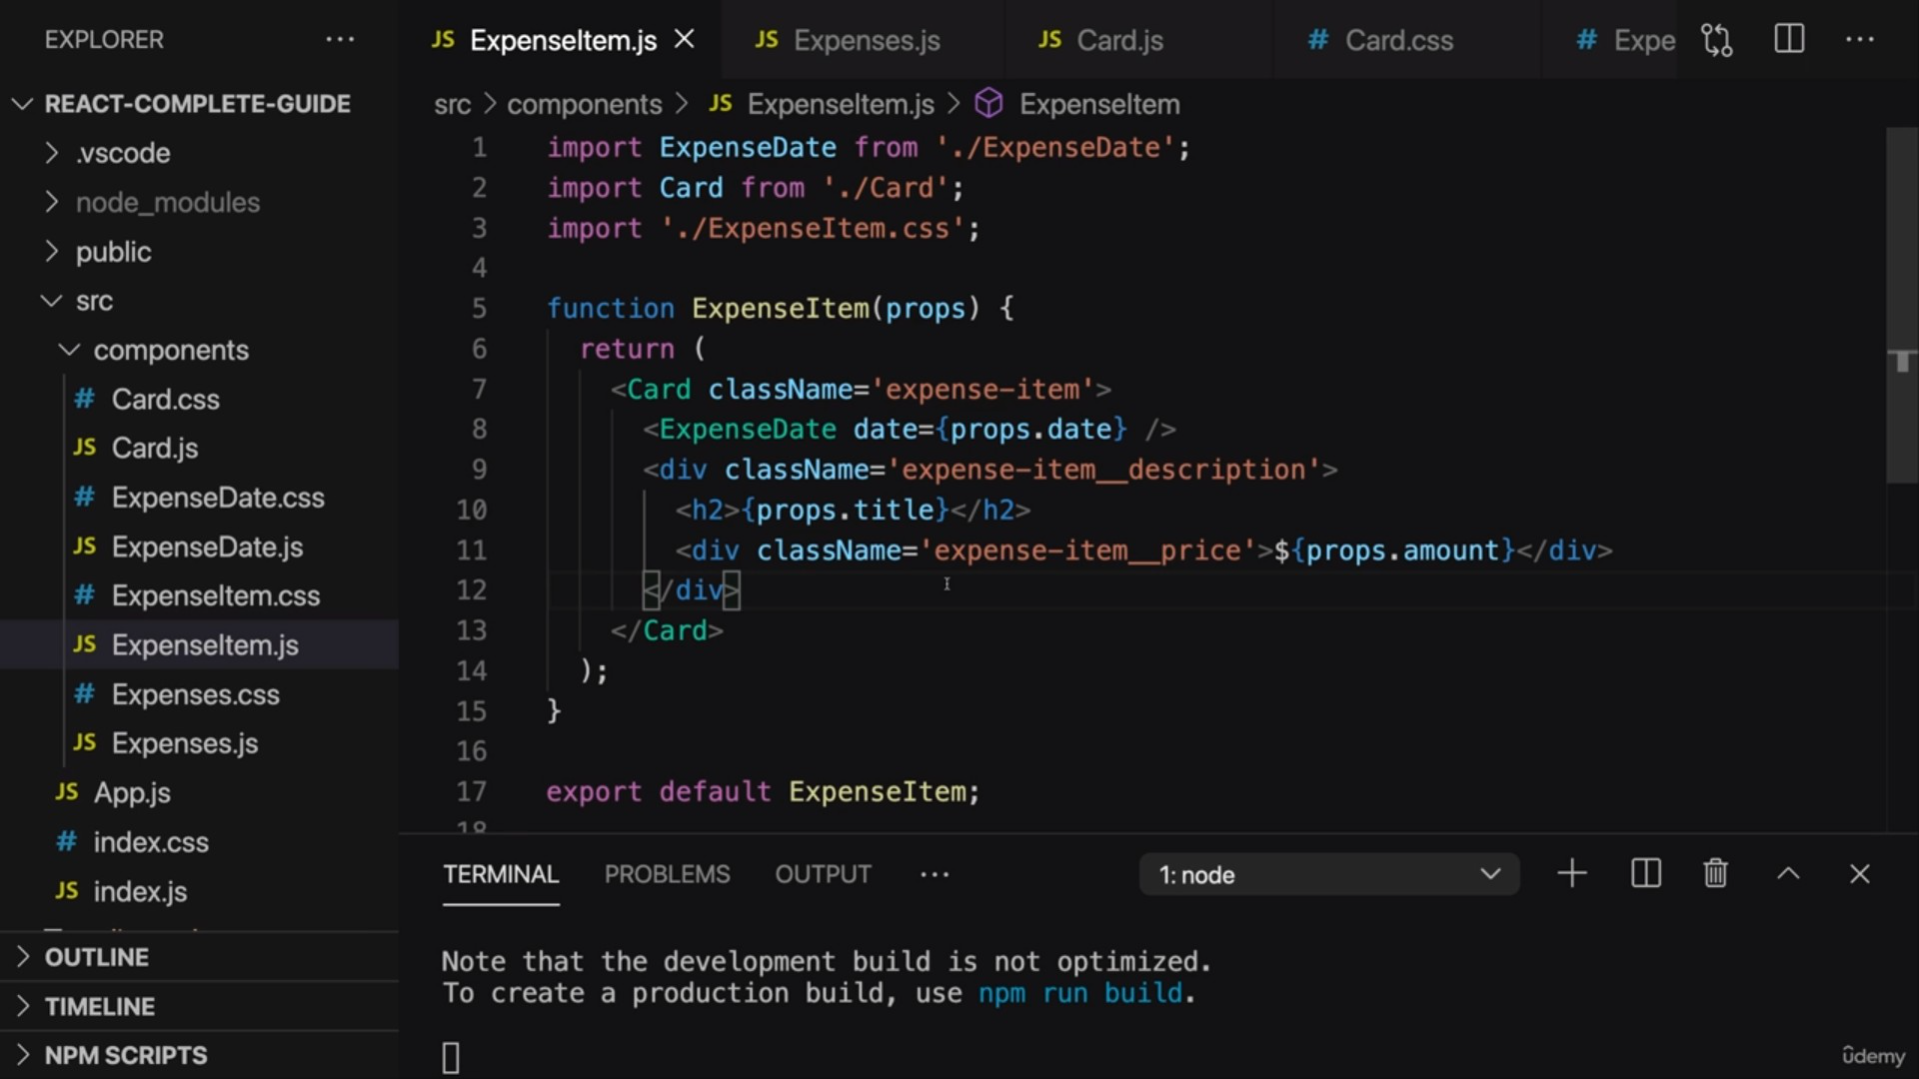 EXPLORER
ExpenseItem.js
Expenses.js
Card.js
Card.css
Expe
REACT-COMPLETE-GUIDE
.vscode
node_modules
public
src
components
Card.css
Card.js
ExpenseDate.css
ExpenseDate.js
ExpenseItem.css
ExpenseItem.js
Expenses.css
Expenses.js
App.js
index.css
index.js
OUTLINE
TIMELINE
NPM SCRIPTS
src > components > JS ExpenseItem.js > ExpenseItem
1 import ExpenseDate from './ExpenseDate';
2 import Card from './Card';
3 import './ExpenseItem.css';
4
5 function ExpenseItem(props) {
6 return (
7 <Card className='expense-item'>
8 <ExpenseDate date={props.date} />
9 <div className='expense-item__description'>
10 <h2>{props.title}</h2>
11 <div className='expense-item__price'>${props.amount}</div>
12 </div>
13 </Card>
14 );
15 }
16
17 export default ExpenseItem;
18
TERMINAL PROBLEMS OUTPUT ··· 1: node
Note that the development build is not optimized.
To create a production build, use npm run build.
ûdemy